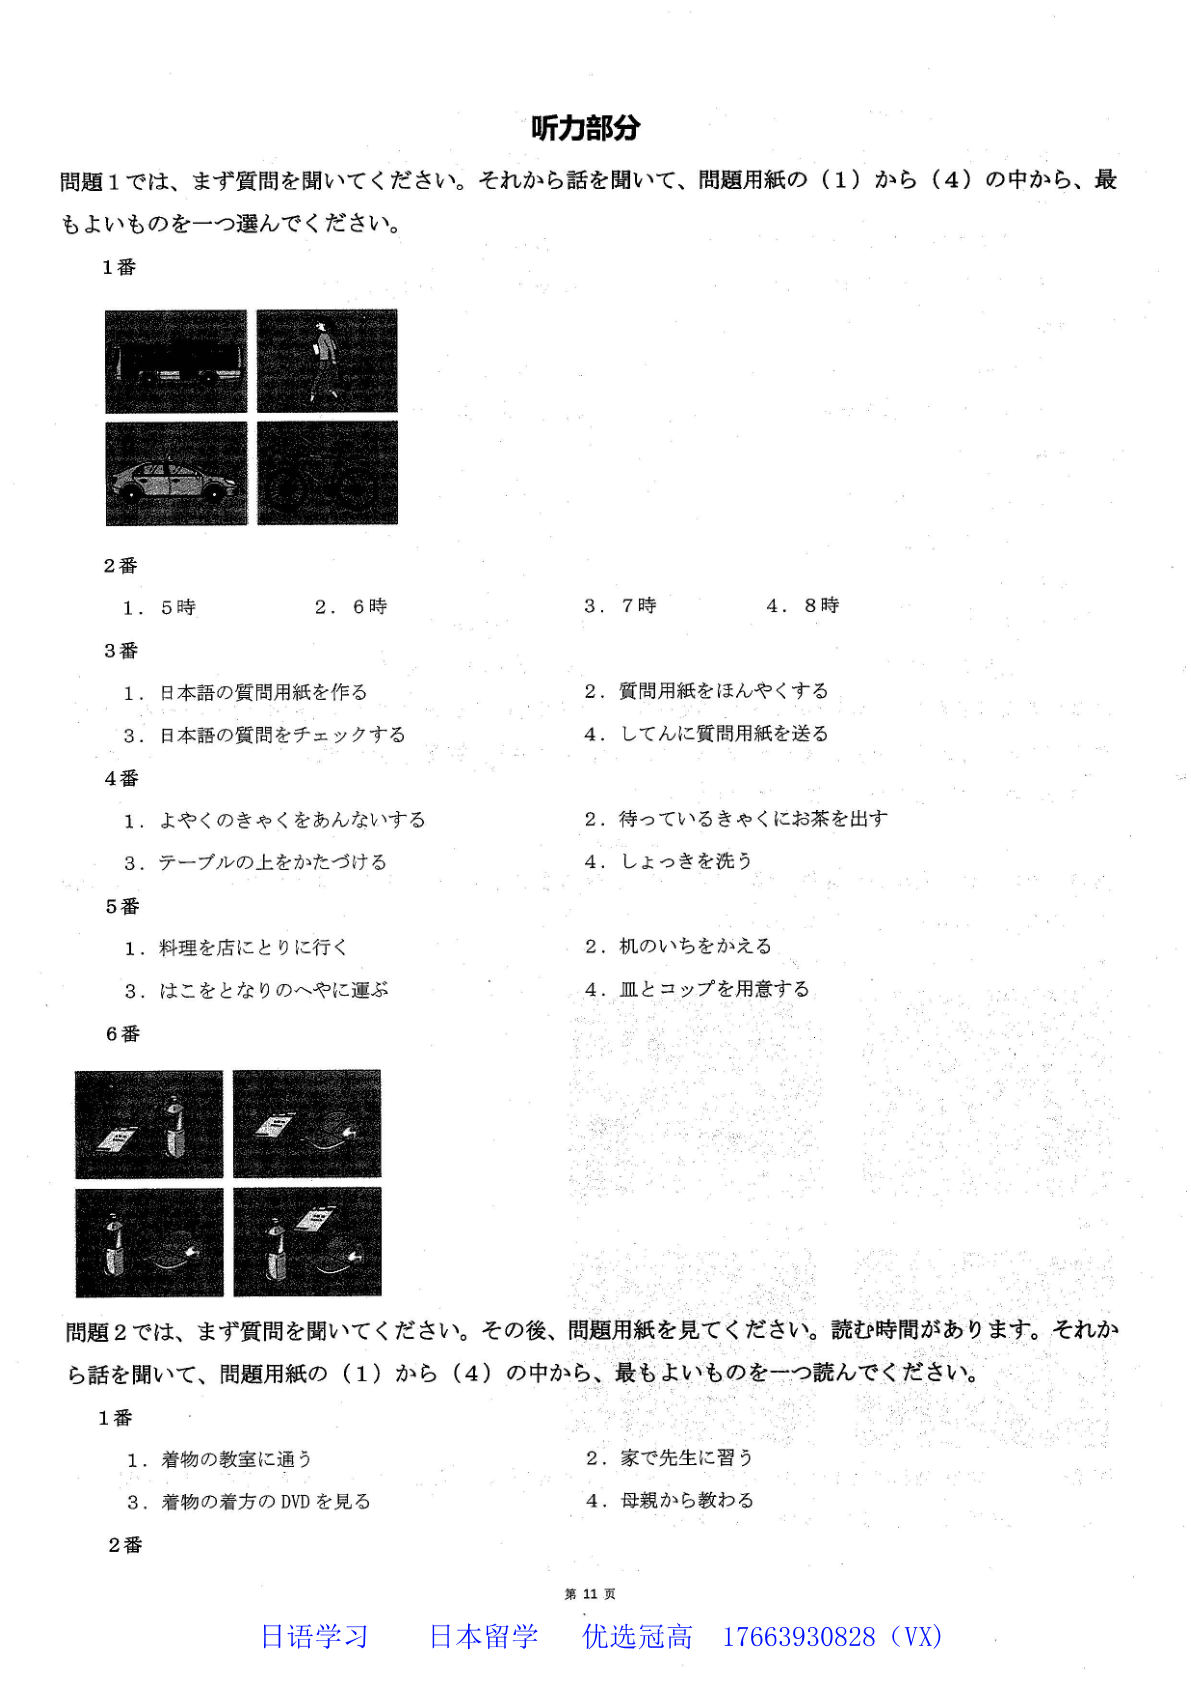 听力部分
問題１では、まず質問を聞いてください。それから話を聞いて、問題用紙の（１）から（４）の中から、最
もよいものを一つ選んでください。
１番
２番
１．５時 ２．６時 ３．７時 ４．８時
３番
１．日本語の質問用紙を作る ２．質問用紙をほんやくする
３．日本語の質問をチェックする ４．してんに質問用紙を送る
４番
１．よやくのきゃくをあんないする ２．待っているきゃくにお茶を出す
３．テーブルの上をかたづける ４．しょっきを洗う
５番
１．料理を店にとりに行く ２．机のいちをかえる
３．はこをとなりのへやに運ぶ ４．皿とコップを用意する
６番
問題２では、まず質問を聞いてください。その後、問題用紙を見てください。読む時間があります。それか
ら話を聞いて、問題用紙の（１）から（４）の中から、最もよいものを一つ読んでください。
１番
１．着物の教室に通う ２．家で先生に習う
３．着物の着方の DVD を見る ４．母親から教わる
２番
第 11 页
日语学习 日本留学 优选冠高 17663930828（VX)